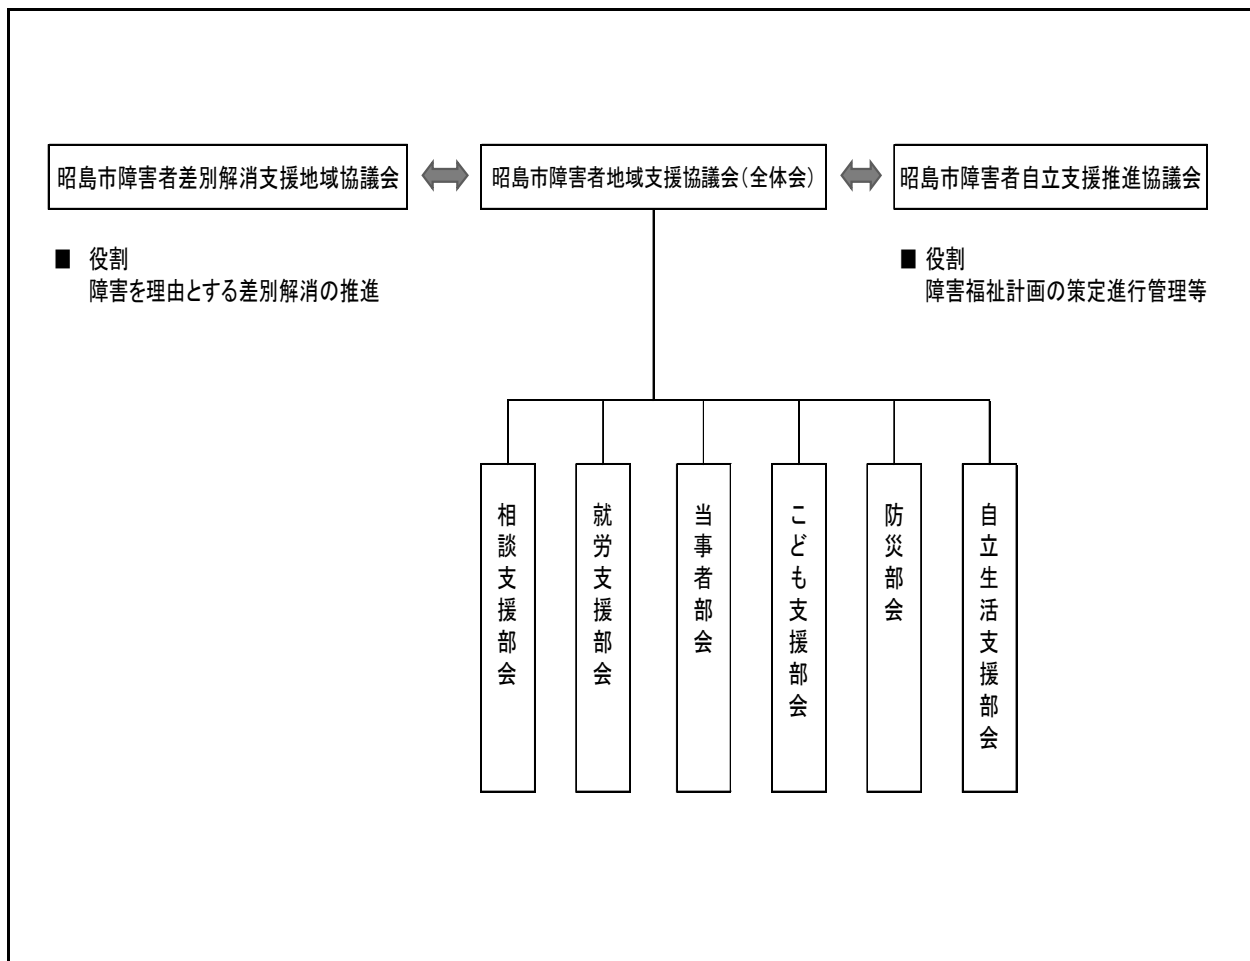 昭島市障害者差別解消支援地域協議会
昭島市障害者地域支援協議会(全体会)
昭島市障害者自立支援推進協議会
■ 役割
障害を理由とする差別解消の推進
■ 役割
障害福祉計画の策定進行管理等
相談支援部会
就労支援部会
当事者部会
こども支援部会
防災部会
自立生活支援部会